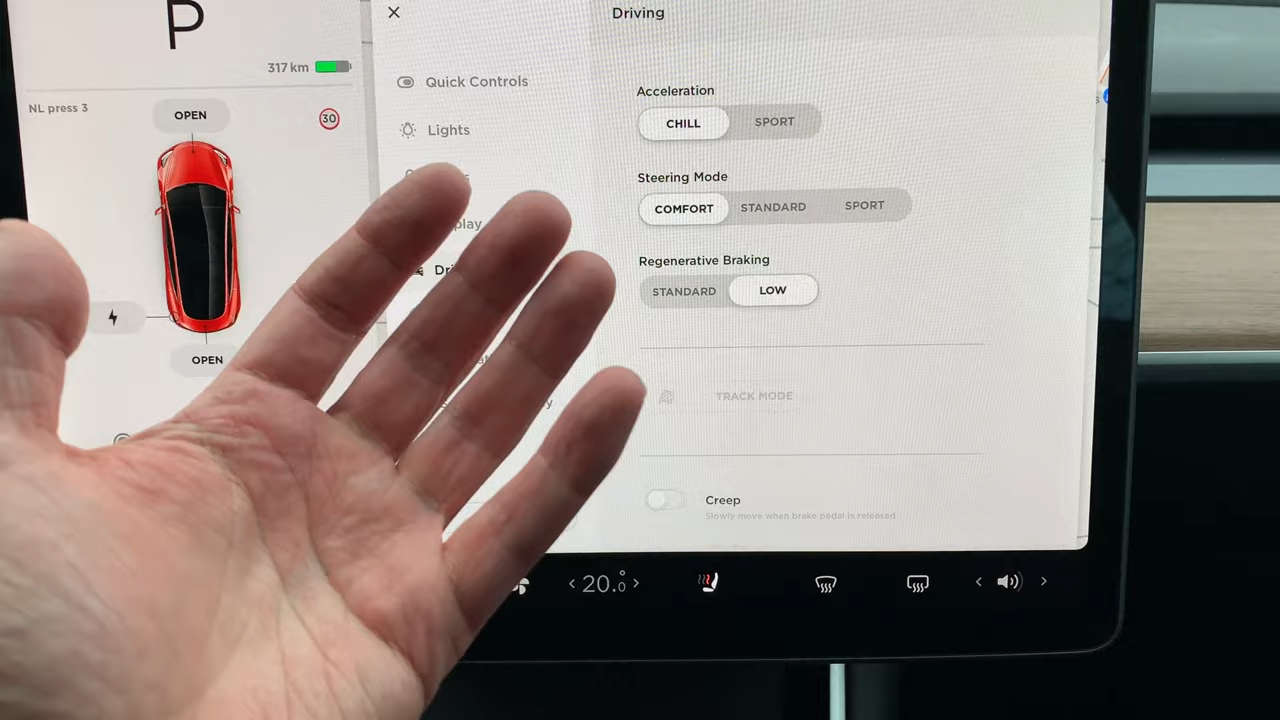 P
317 km
NL press 3
OPEN
30
OPEN
Quick Controls
Lights
Driving
Acceleration
CHILL SPORT
Steering Mode
COMFORT STANDARD SPORT
Regenerative Braking
STANDARD LOW
TRACK MODE
Creep
Slowly move when brake pedal is released
20.0